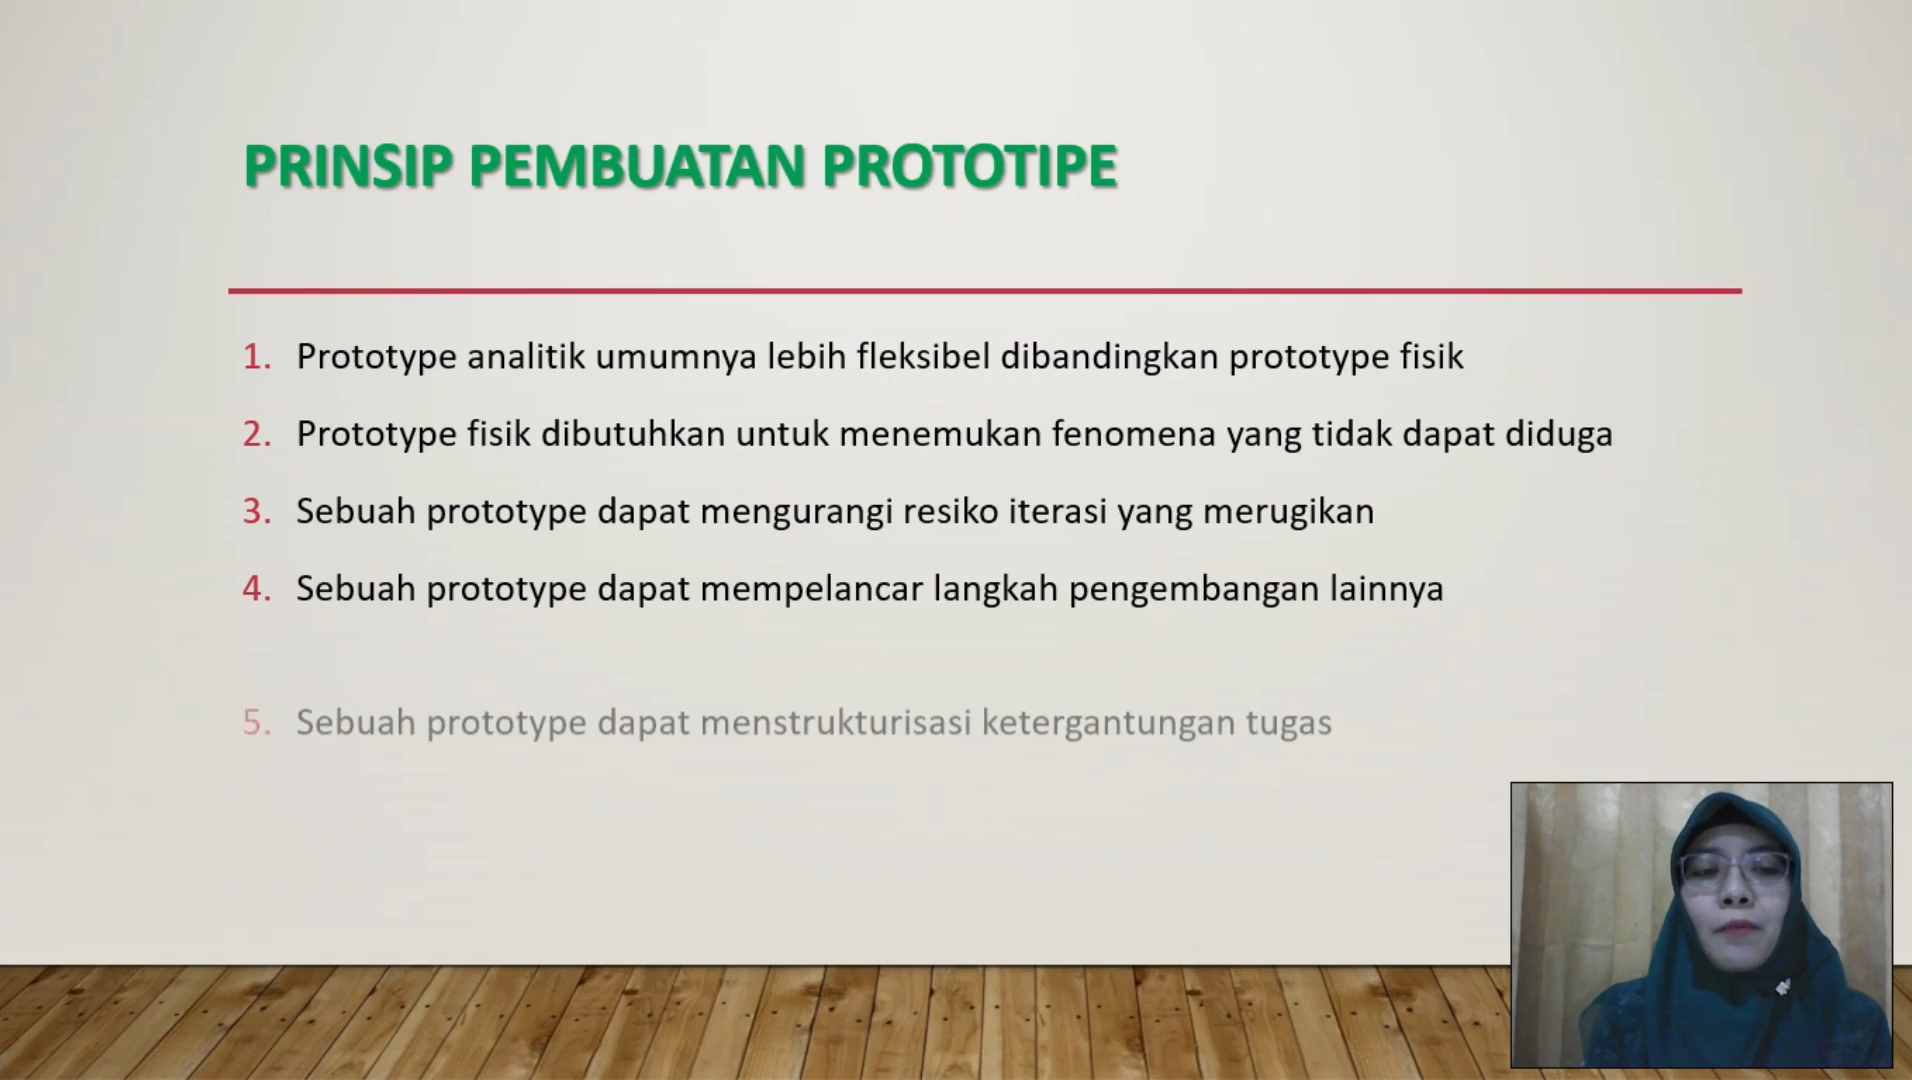 PRINSIP PEMBUATAN PROTOTIPE
1. Prototype analitik umumnya lebih fleksibel dibandingkan prototype fisik
2. Prototype fisik dibutuhkan untuk menemukan fenomena yang tidak dapat diduga
3. Sebuah prototype dapat mengurangi resiko iterasi yang merugikan
4. Sebuah prototype dapat mempelancar langkah pengembangan lainnya
5. Sebuah prototype dapat menstrukturisasi ketergantungan tugas